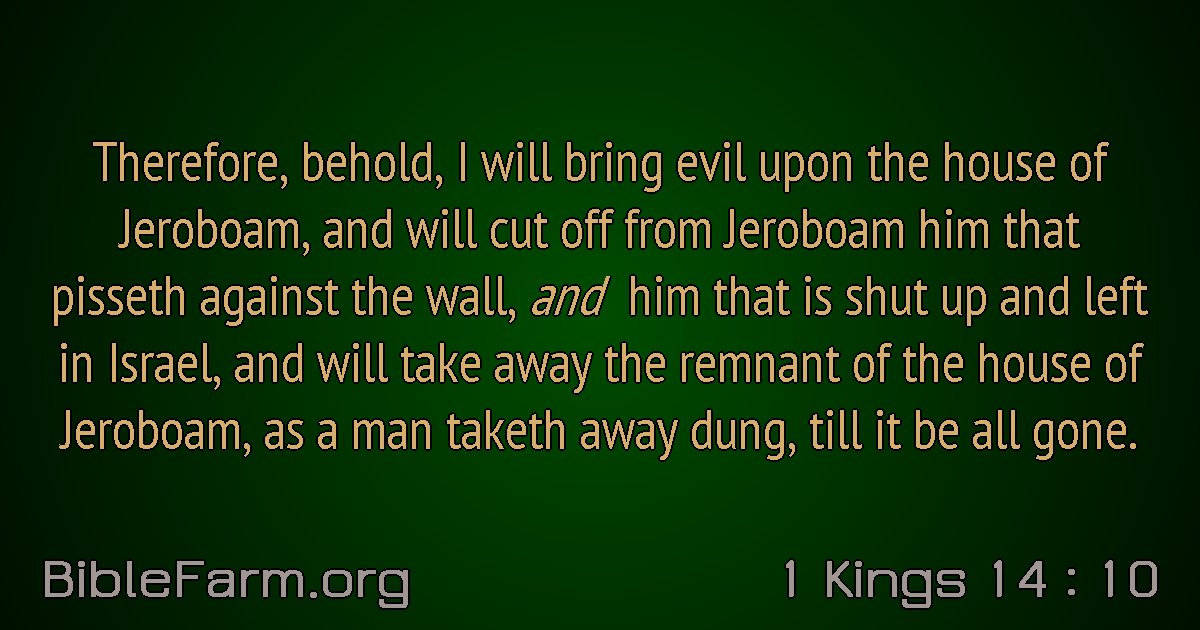 Therefore, behold, I will bring evil upon the house of
Jeroboam, and will cut off from Jeroboam him that
pisseth against the wall, and him that is shut up and left
in Israel, and will take away the remnant of the house of
Jeroboam, as a man taketh away dung, till it be all gone.
BibleFarm.org
1 Kings 14 : 10